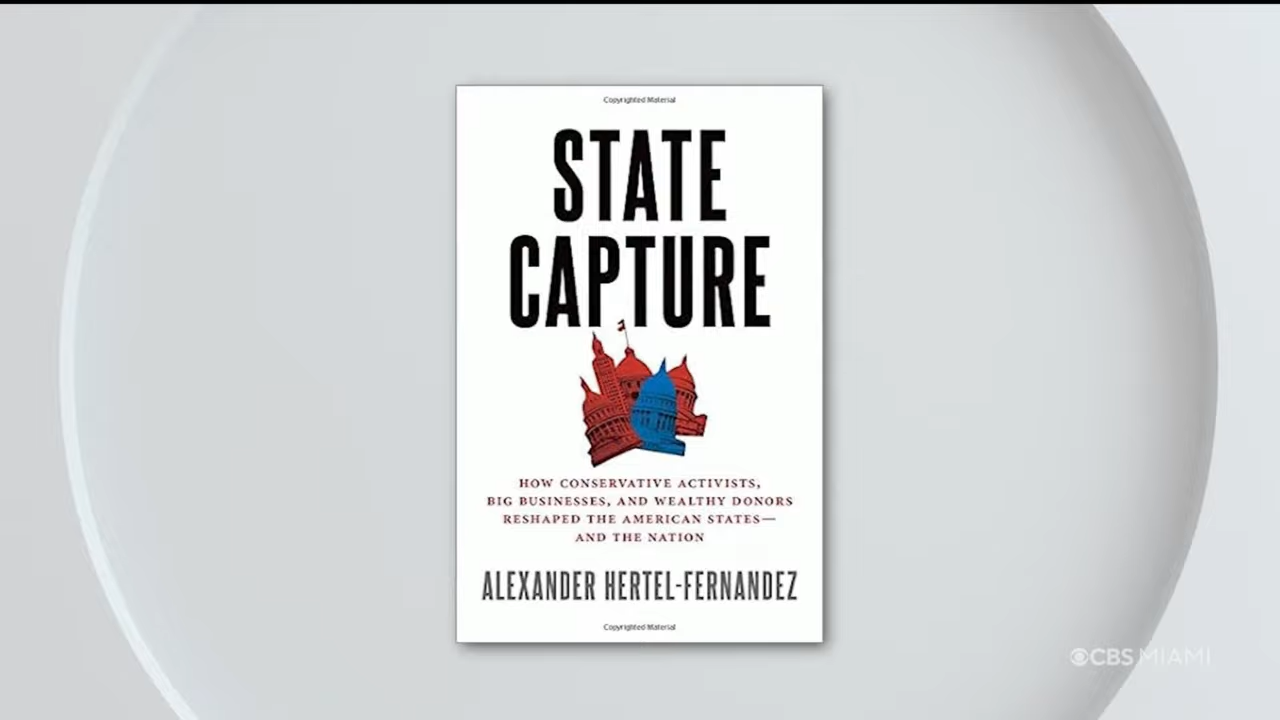 Copyrighted Material
STATE
CAPTURE
HOW CONSERVATIVE ACTIVISTS,
BIG BUSINESSES, AND WEALTHY DONORS
RESHAPED THE AMERICAN STATES—
AND THE NATION
ALEXANDER HERTEL-FERNANDEZ
Copyrighted Material
CBS MIAMI